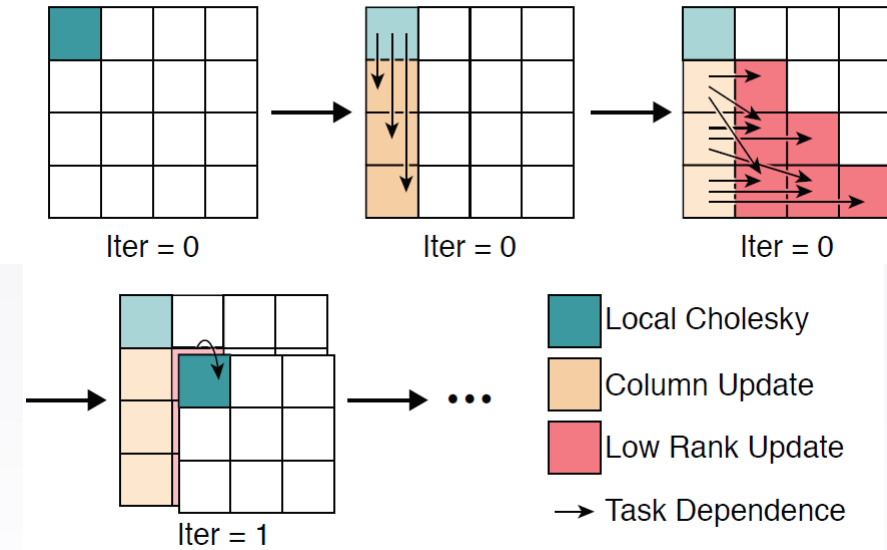 Iter = 0
Iter = 0
Iter = 0
Iter = 1
...
Local Cholesky
Column Update
Low Rank Update
Task Dependence